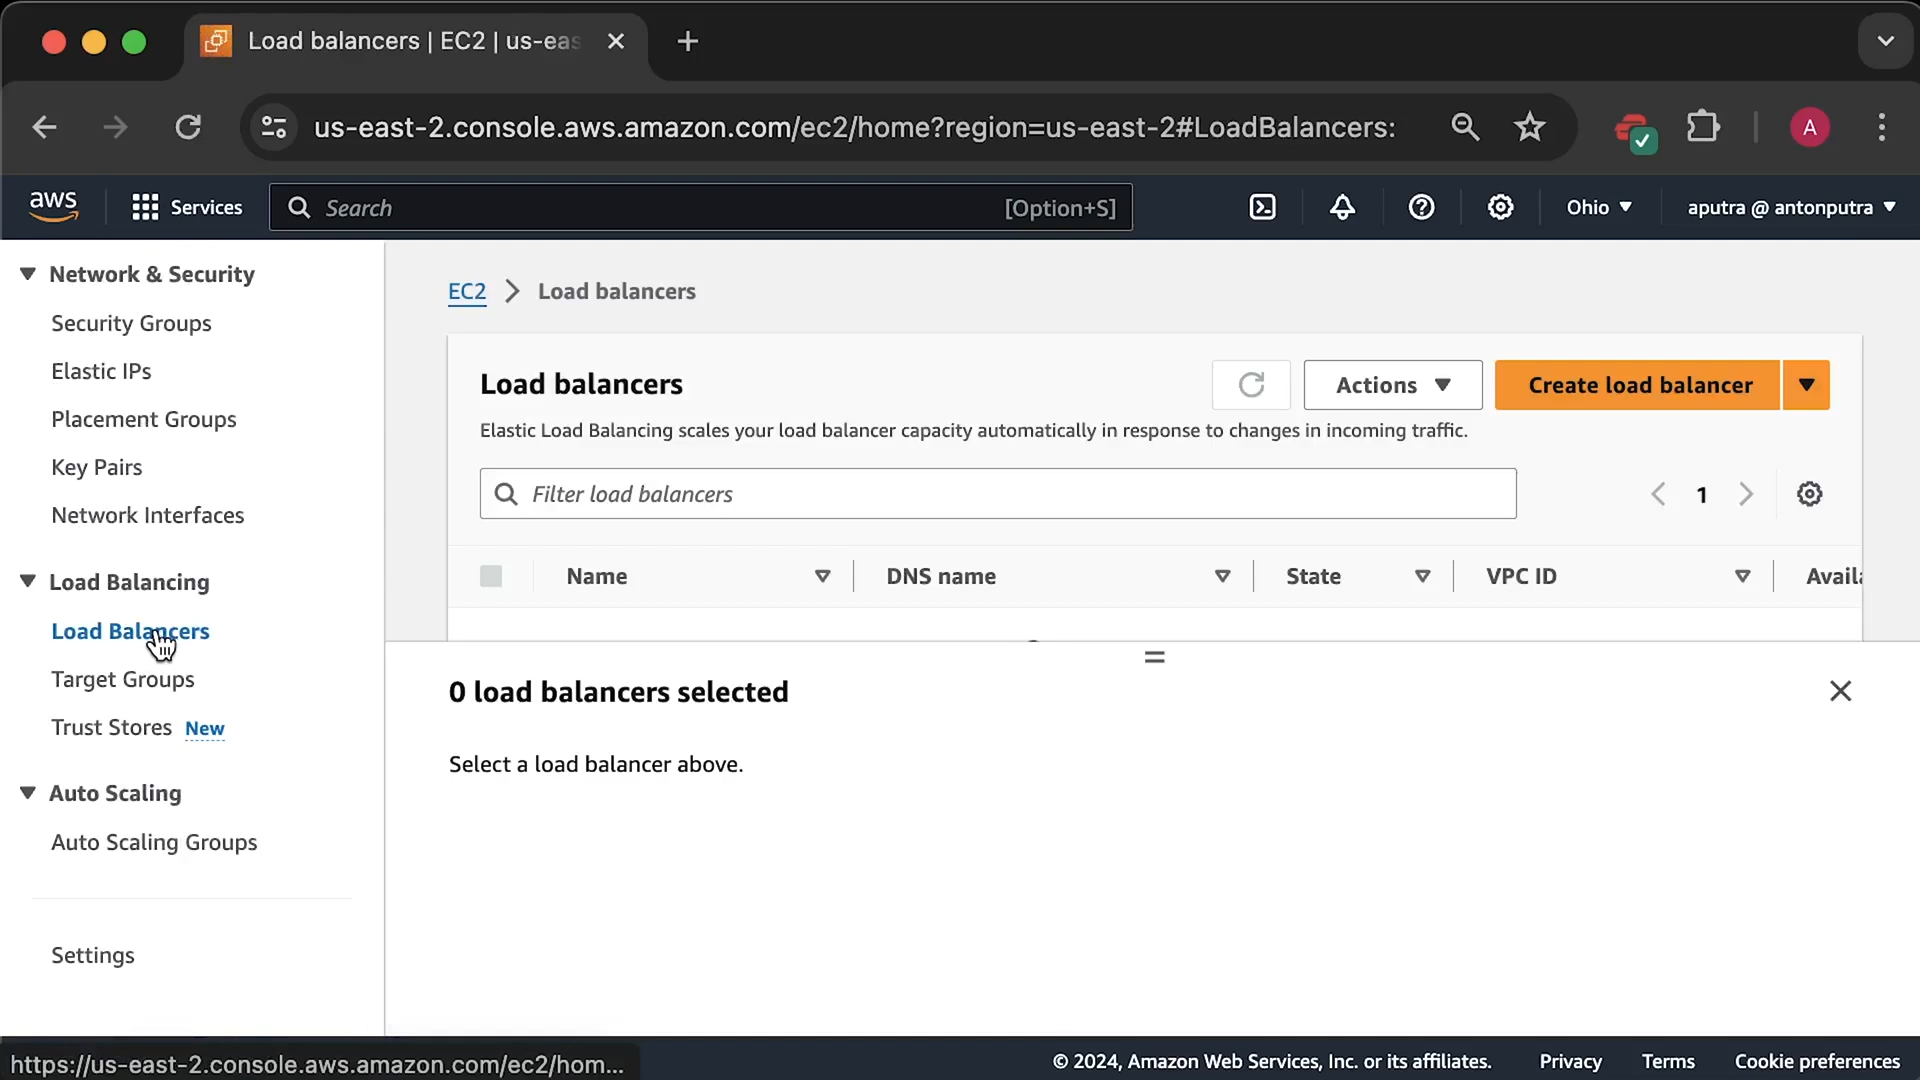 Load balancers | EC2 | us-eas
us-east-2.console.aws.amazon.com/ec2/home?region=us-east-2#LoadBalancers:
A
aws
Services
Search
[Option+S]
Ohio
aputra @ antonputra
Network & Security
Security Groups
Elastic IPs
Placement Groups
Key Pairs
Network Interfaces
Load Balancing
Load Balancers
Target Groups
Trust Stores New
Auto Scaling
Auto Scaling Groups
Settings
EC2 > Load balancers
Load balancers
Actions
Create load balancer
Elastic Load Balancing scales your load balancer capacity automatically in response to changes in incoming traffic.
Filter load balancers
1
Name
DNS name
State
VPC ID
Availa
0 load balancers selected
Select a load balancer above.
https://us-east-2.console.aws.amazon.com/ec2/hom...
© 2024, Amazon Web Services, Inc. or its affiliates.
Privacy
Terms
Cookie preferences